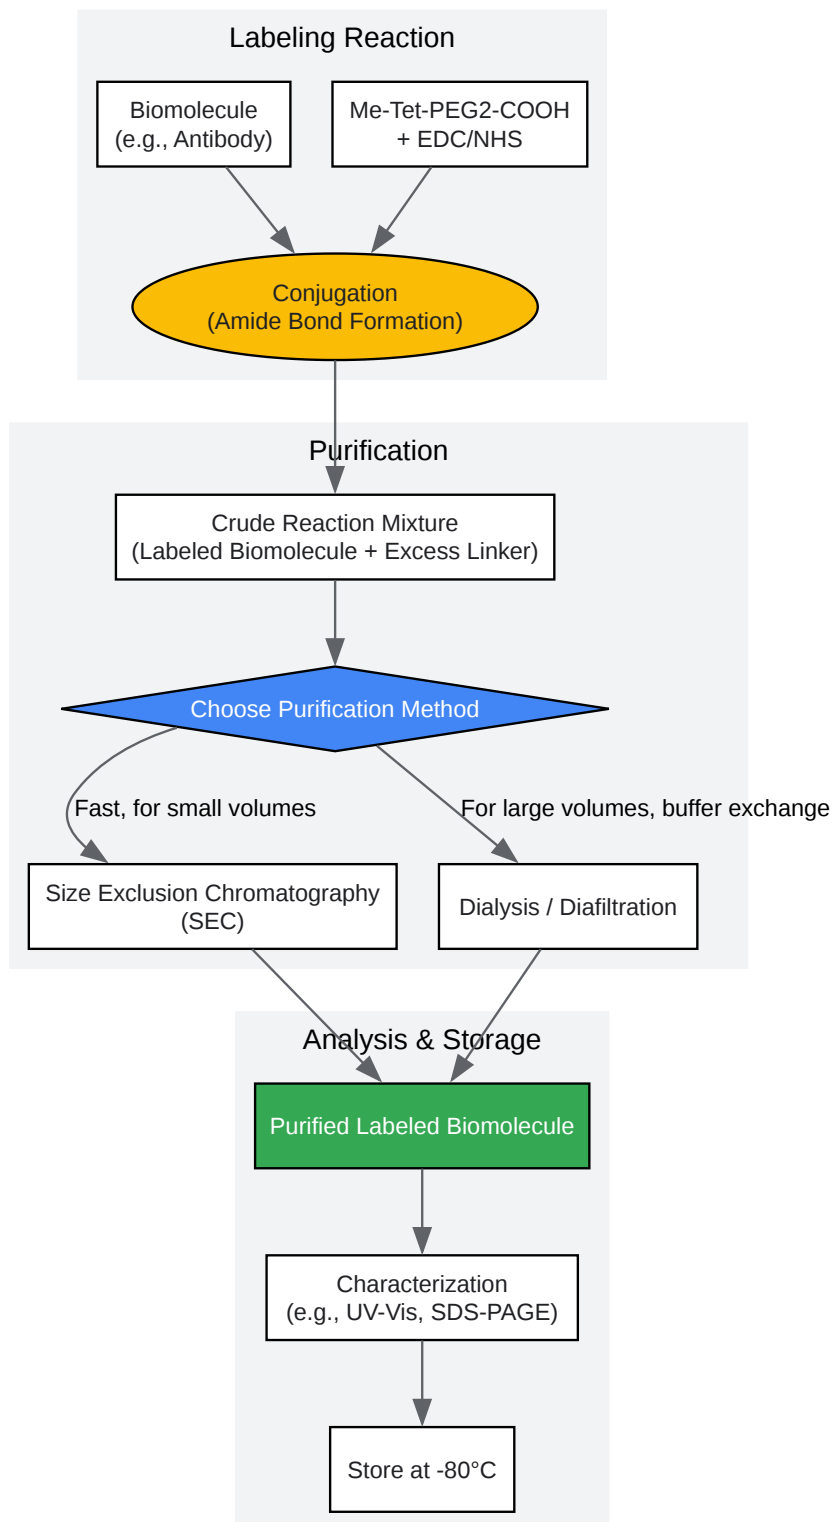 Labeling Reaction
Biomolecule
(e.g., Antibody)
Me-Tet-PEG2-COOH
+ EDC/NHS
Conjugation
(Amide Bond Formation)
Purification
Crude Reaction Mixture
(Labeled Biomolecule + Excess Linker)
Choose Purification Method
Fast, for small volumes
For large volumes, buffer exchange
Size Exclusion Chromatography
(SEC)
Dialysis / Diafiltration
Analysis & Storage
Purified Labeled Biomolecule
Characterization
(e.g., UV-Vis, SDS-PAGE)
Store at -80°C